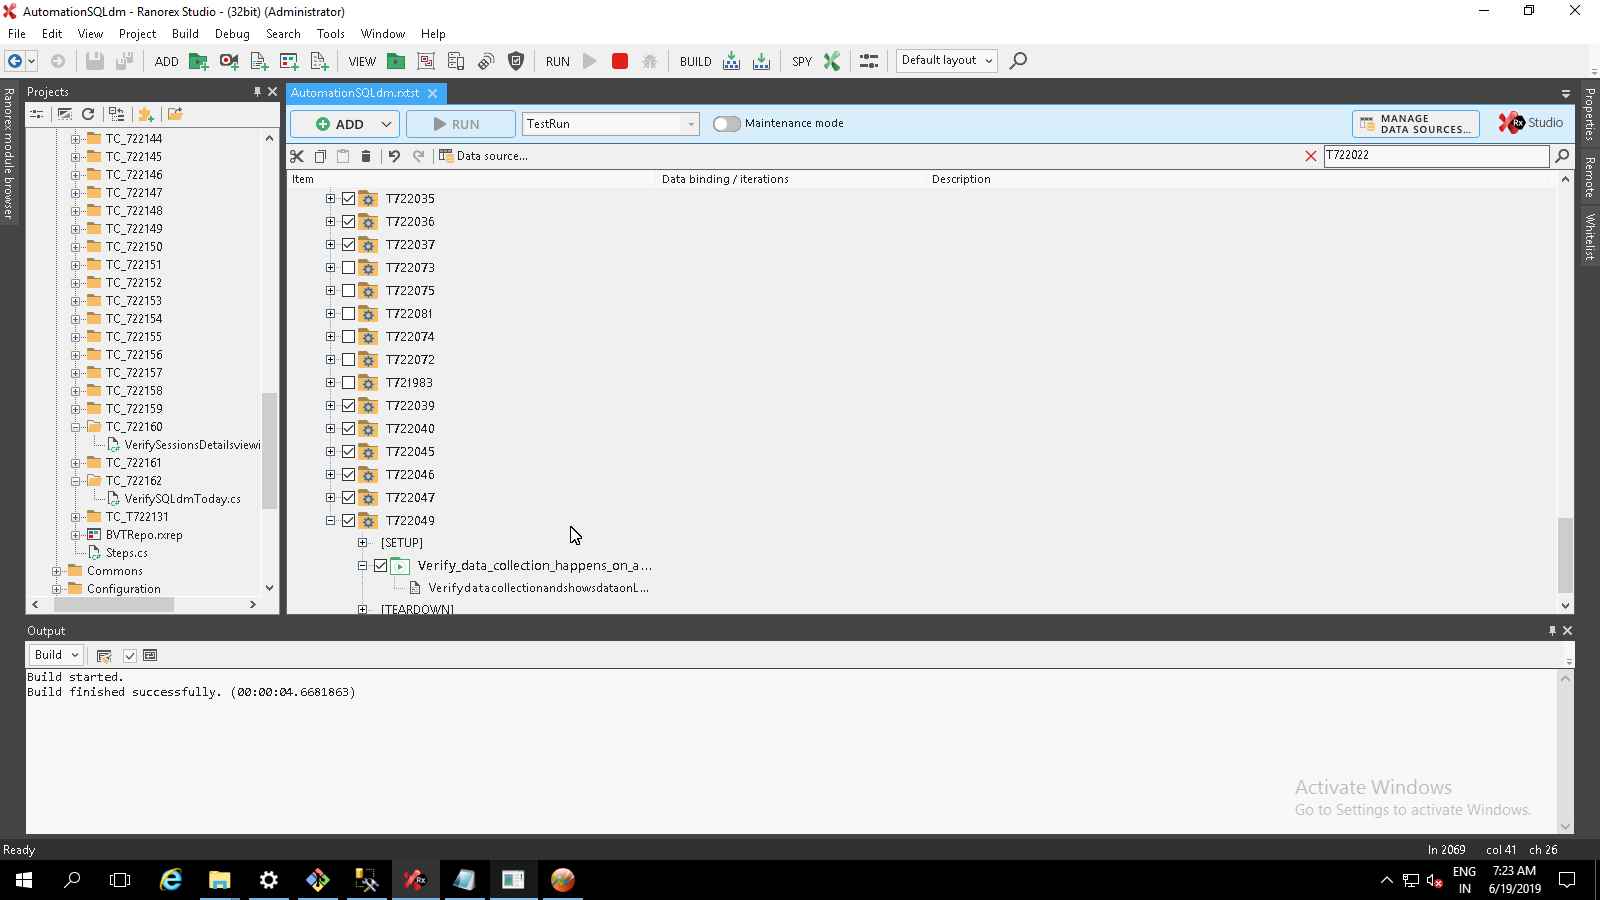 AutomationSQLdm - Ranorex Studio - (32bit) (Administrator)
File Edit View Project Build Debug Search Tools Window Help
ADD VIEW RUN BUILD SPY Default layout
Ranorex module browser
Projects
TC_722144
TC_722145
TC_722146
TC_722147
TC_722148
TC_722149
TC_722150
TC_722151
TC_722152
TC_722153
TC_722154
TC_722155
TC_722156
TC_722157
TC_722158
TC_722159
TC_722160
VerifySessionsDetailsviewi
TC_722161
TC_722162
VerifySQLdmToday.cs
TC_T722131
BVTRepo.rxrep
Steps.cs
Commons
Configuration
AutomationSQLdm.rxtst
ADD RUN TestRun Maintenance mode
MANAGE
DATA SOURCES...
Rx Studio
Data source... T722022
Item Data binding / iterations Description
T722035
T722036
T722037
T722073
T722075
T722081
T722074
T722072
T721983
T722039
T722040
T722045
T722046
T722047
T722049
[SETUP]
Verify_data_collection_happens_on_a...
VerifydatacollectionandshowsdataonL...
[TEARDOWN]
Properties
Remote
Whitelist
Output
Build
Build started.
Build finished successfully. (00:00:04.6681863)
Activate Windows
Go to Settings to activate Windows.
Ready ln 2069 col 41 ch 26
Rx
ENG
IN
7:23 AM
6/19/2019